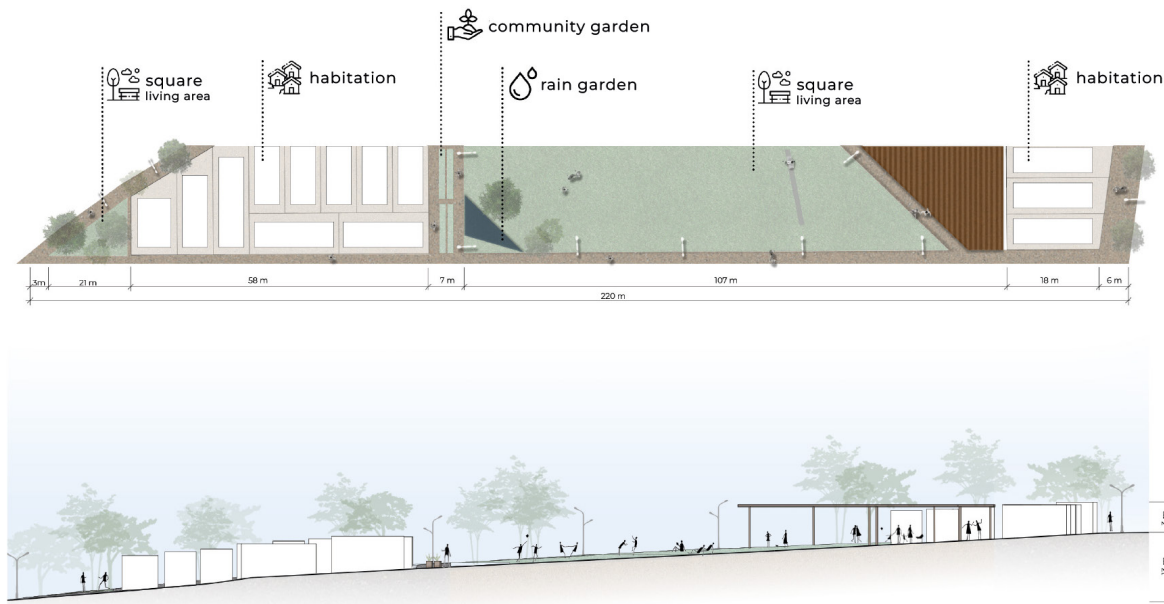 community garden
square
living area
habitation
rain garden
square
living area
habitation
3m
21 m
58 m
7 m
107 m
18 m
6 m
220 m